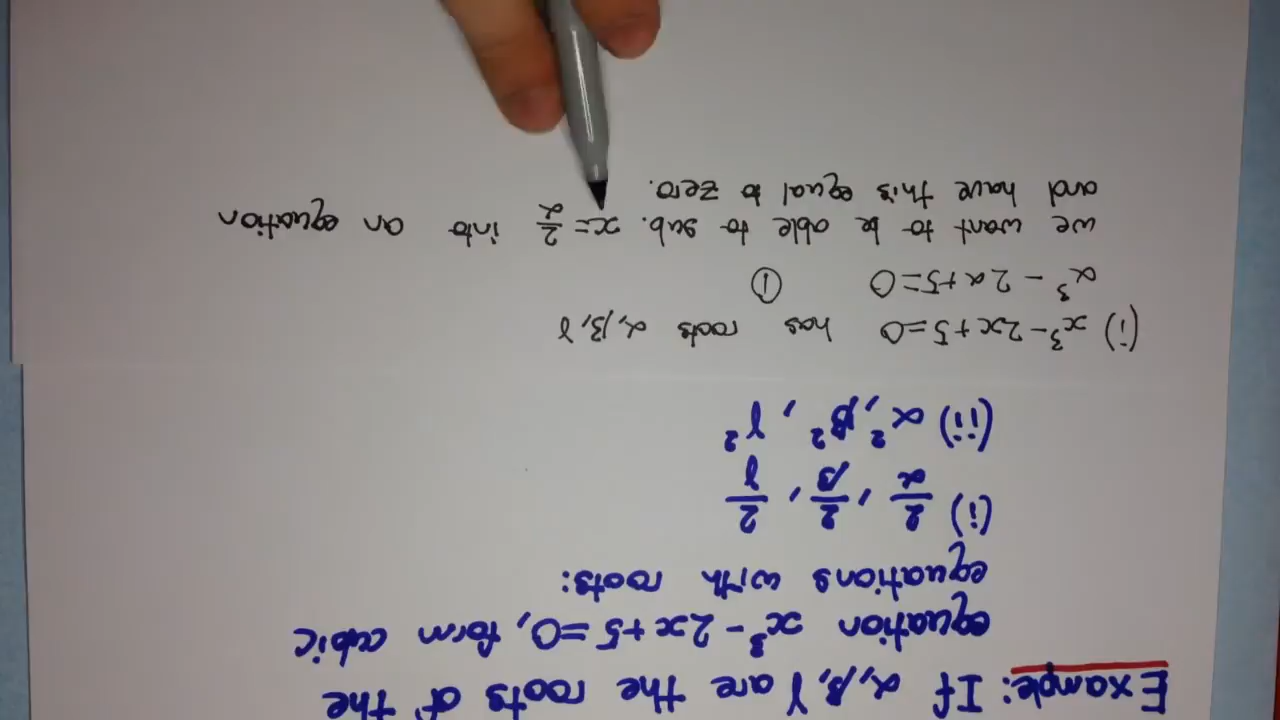 Example: If α, β, γ are the roots of the
equation x³ - 2x + 5 = 0, form cubic
equations with roots:
(i) 2/α, 2/β, 2/γ
(ii) α², β², γ²
(i) x³ - 2x + 5 = 0 has roots α, β, γ
α³ - 2α + 5 = 0 ①
we want to be able to sub. x = 2/α into an equation
and have this equal to zero.